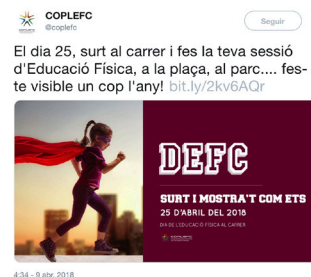 COPLEFC
@coplefc
Seguir
El dia 25, surt al carrer i fes la teva sessió
d'Educació Física, a la plaça, al parc.... fes-
te visible un cop l'any! bit.ly/2kv6AQr
DEFC
SURT I MOSTRA'T COM ETS
25 D'ABRIL DEL 2018
DIA DE L'EDUCACIÓ FÍSICA AL CARRER
4:34 - 9 abr. 2018